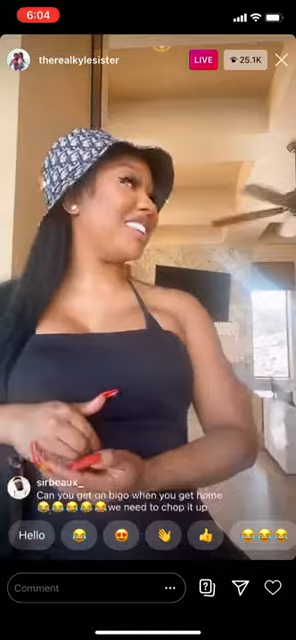 6:04
therealkylesister
LIVE
25.1K
sirbeaux_
Can you get on bigo when you get home
😂😂😂😂😂we need to chop it up
Hello
Comment